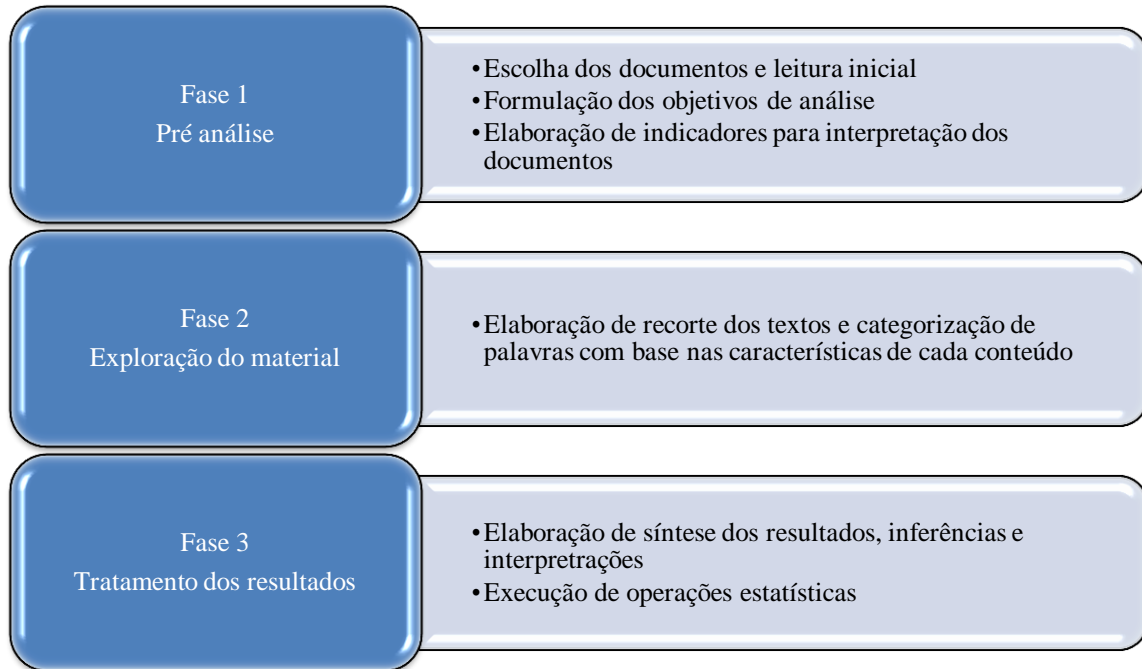 Fase 1
Pré análise
•Escolha dos documentos e leitura inicial
•Formulação dos objetivos de análise
•Elaboração de indicadores para interpretação dos
documentos
Fase 2
Exploração do material
•Elaboração de recorte dos textos e categorização de
palavras com base nas características de cada conteúdo
Fase 3
Tratamento dos resultados
•Elaboração de síntese dos resultados, inferências e
interpretrações
•Execução de operações estatísticas